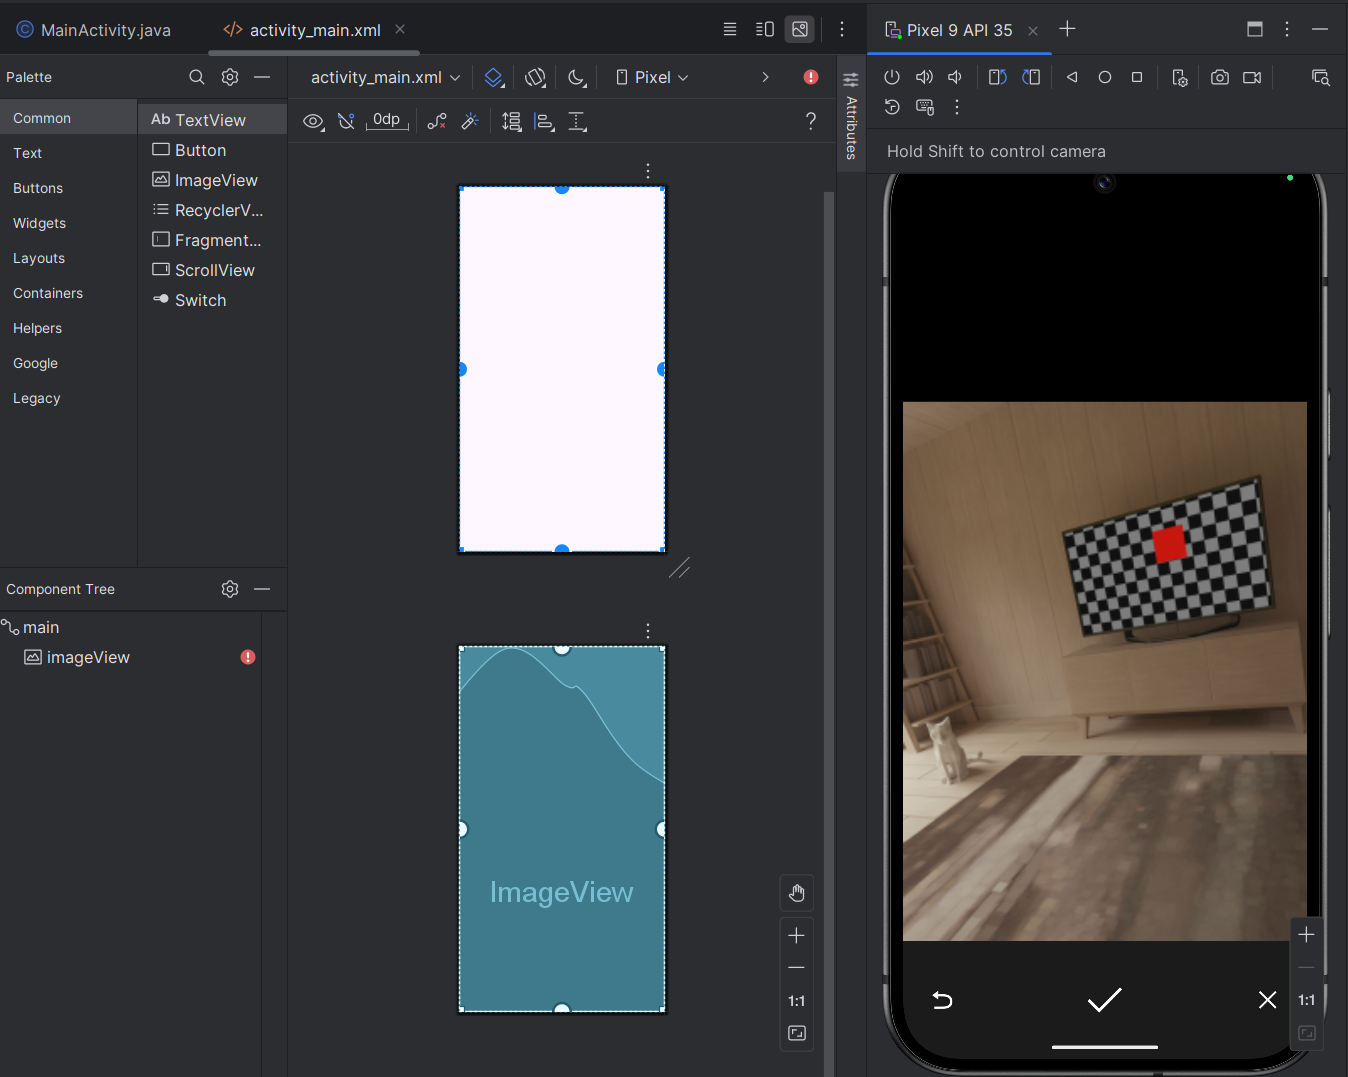 MainActivity.java
activity_main.xml
Pixel 9 API 35
Palette
activity_main.xml
Pixel
0dp
?
Attributes
Hold Shift to control camera
Common
Text
Buttons
Widgets
Layouts
Containers
Helpers
Google
Legacy
Ab TextView
Button
ImageView
RecyclerV...
Fragment...
ScrollView
Switch
Component Tree
main
imageView
ImageView
1:1
1:1